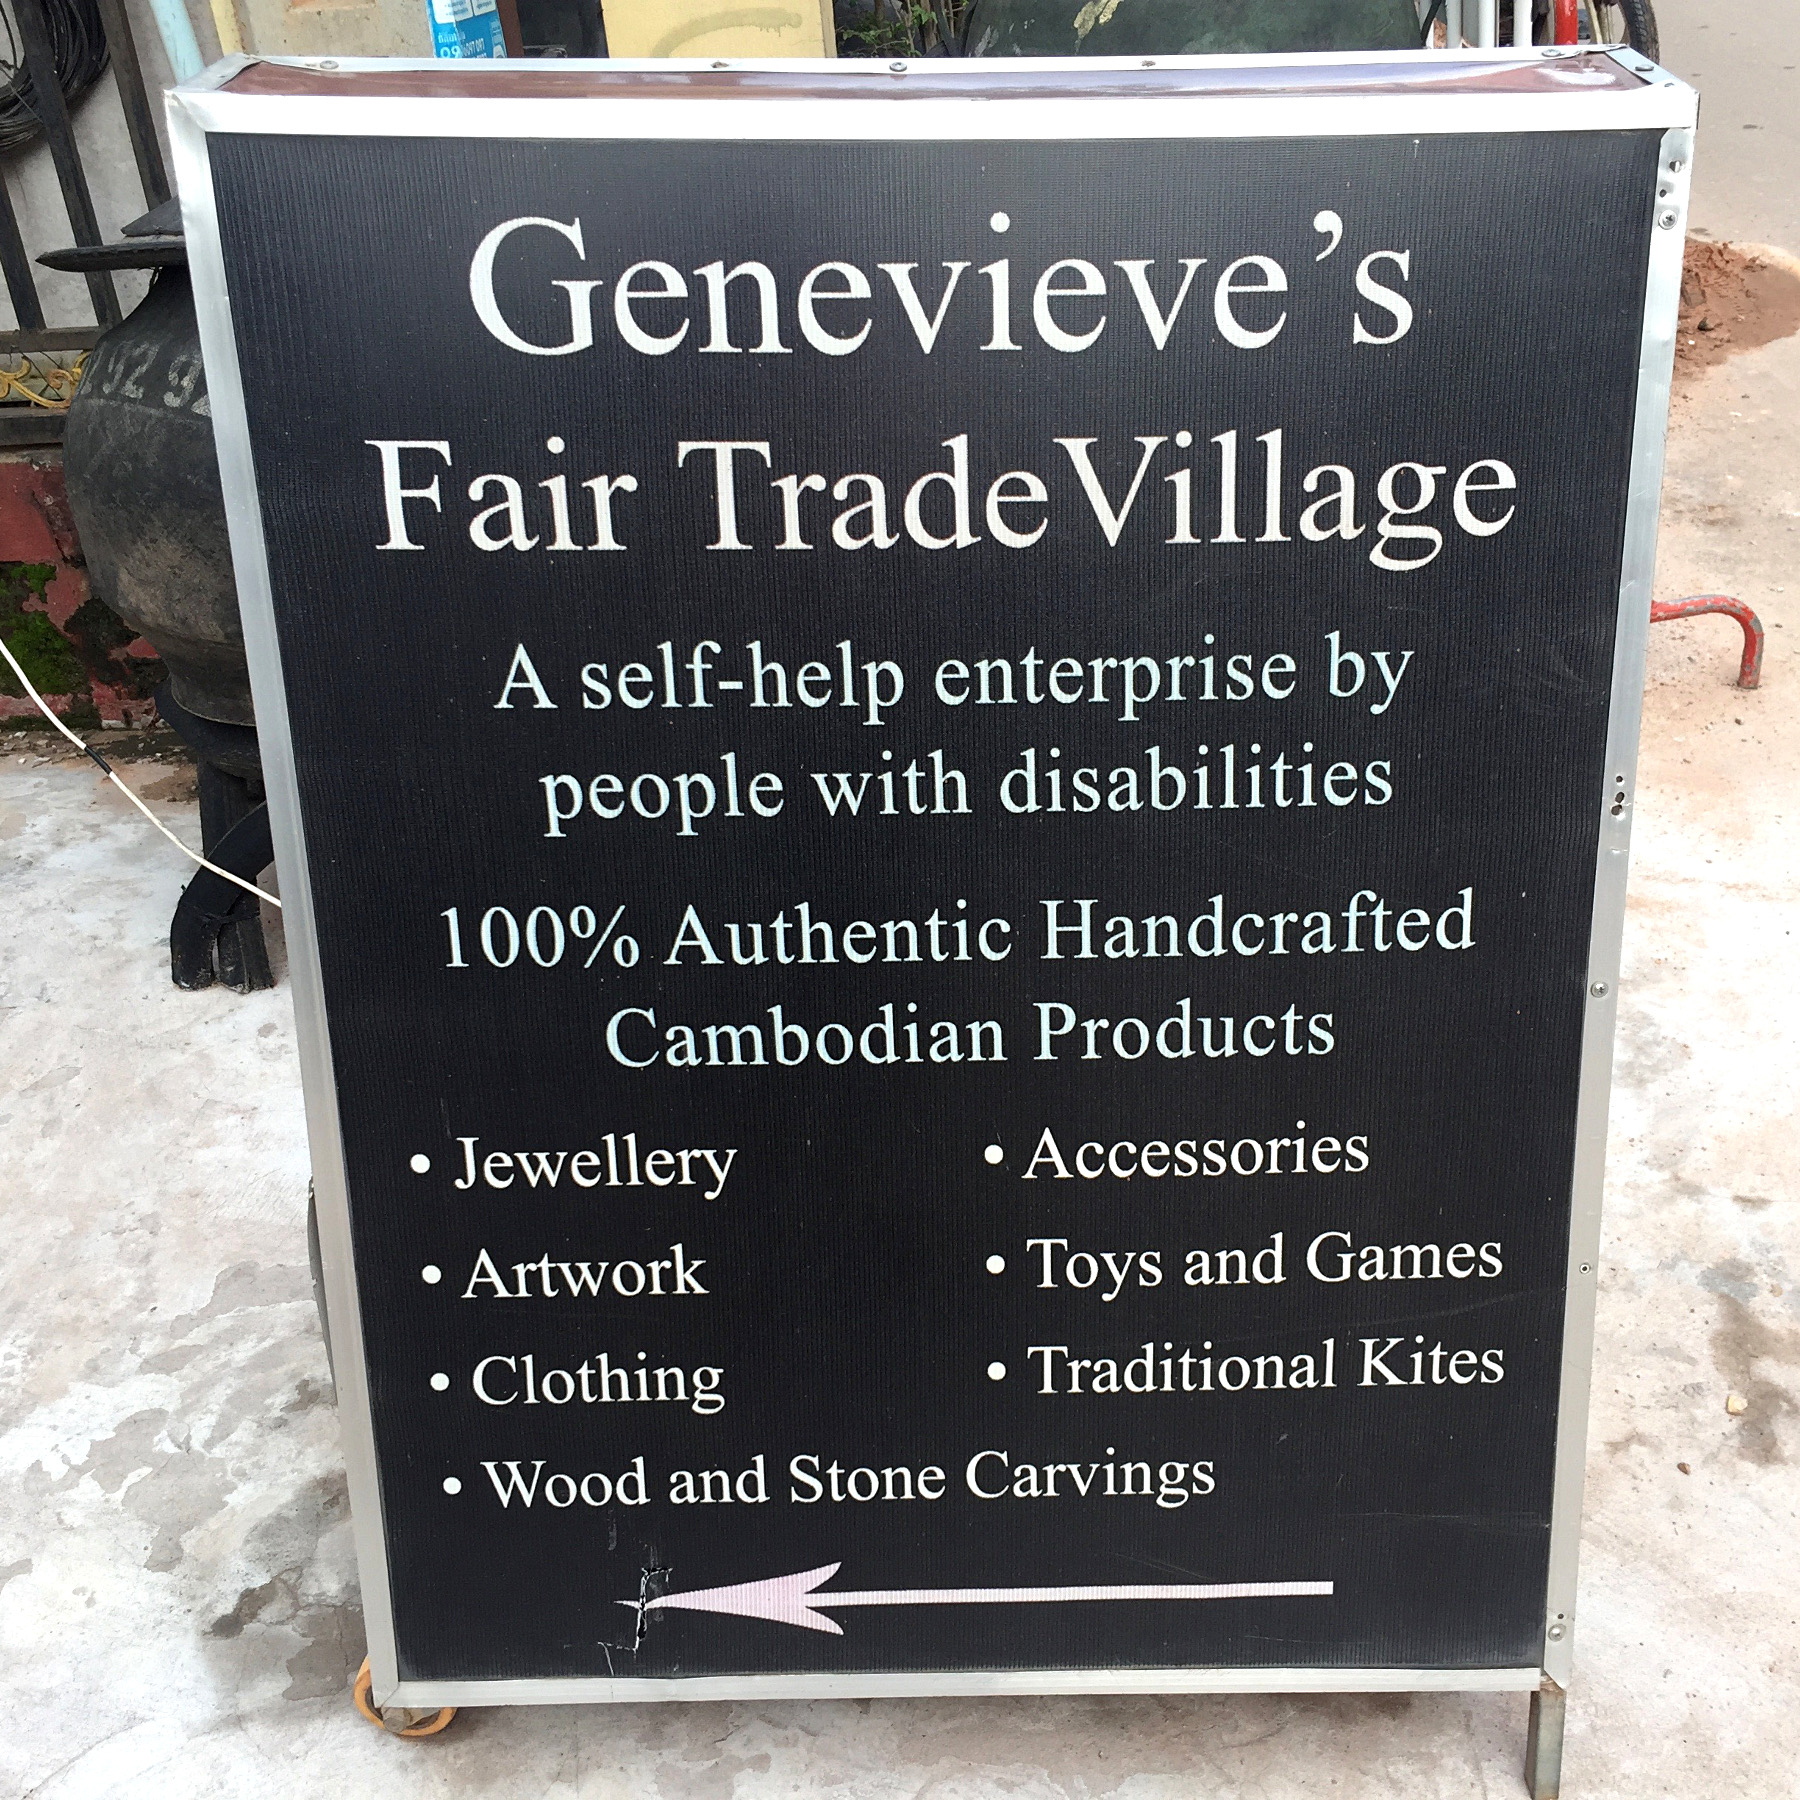 Genevieve’s
Fair Trade Village
A self-help enterprise by
people with disabilities
100% Authentic Handcrafted
Cambodian Products
• Jewellery
• Accessories
• Artwork
• Toys and Games
• Clothing
• Traditional Kites
• Wood and Stone Carvings